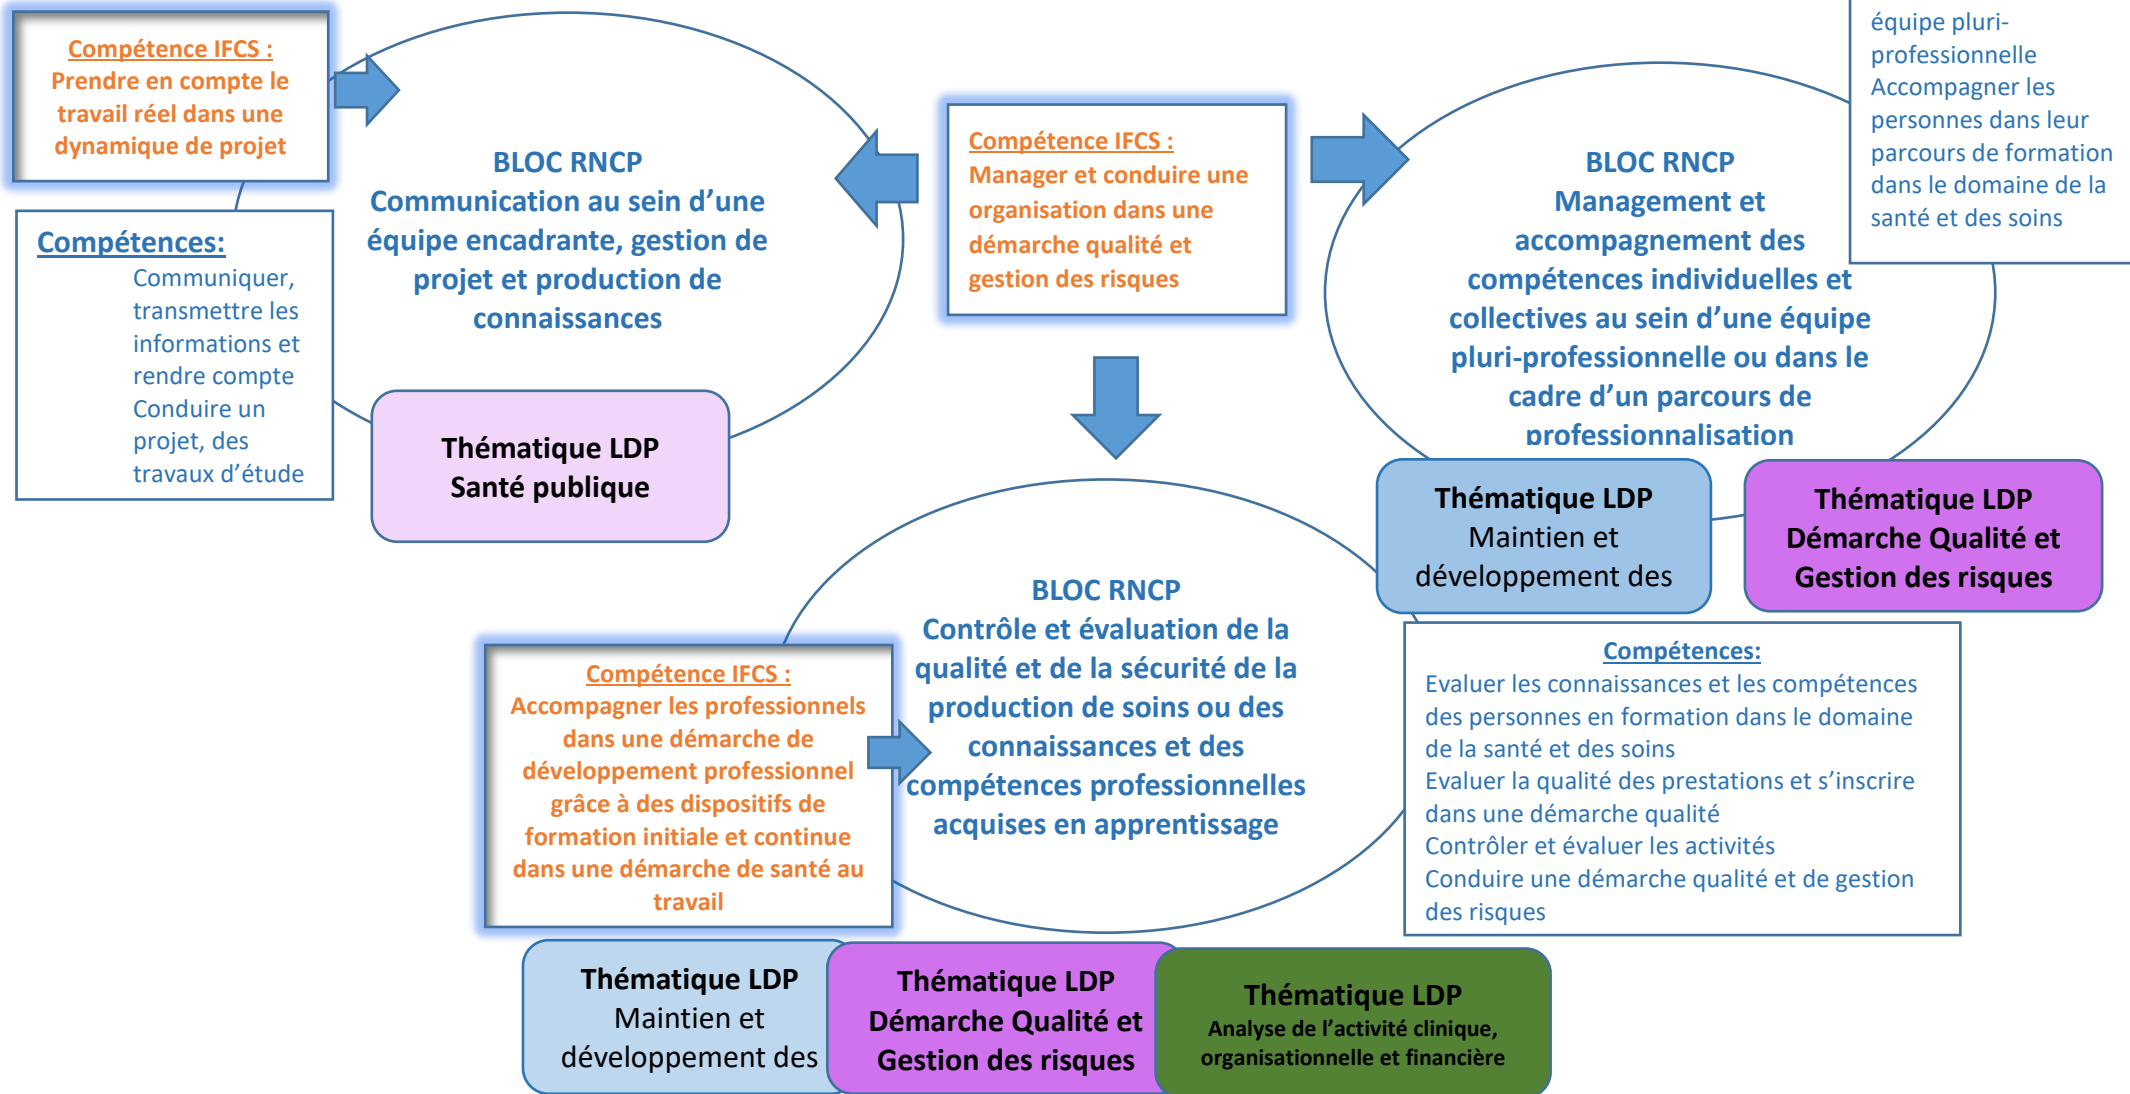 Compétence IFCS :
Prendre en compte le
travail réel dans une
dynamique de projet
Compétences:
Communiquer,
transmettre les
informations et
rendre compte
Conduire un
projet, des
travaux d'étude
BLOC RNCP
Communication au sein d'une
équipe encadrante, gestion de
projet et production de
connaissances
Thématique LDP
Santé publique
Compétence IFCS :
Manager et conduire une
organisation dans une
démarche qualité et
gestion des risques
BLOC RNCP
Management et
accompagnement des
compétences individuelles et
collectives au sein d'une équipe
pluri-professionnelle ou dans le
cadre d'un parcours de
professionnalisation
équipe pluri-
professionnelle
Accompagner les
personnes dans leur
parcours de formation
dans le domaine de la
santé et des soins
Thématique LDP
Maintien et
développement des
Thématique LDP
Démarche Qualité et
Gestion des risques
Compétence IFCS :
Accompagner les professionnels
dans une démarche de
développement professionnel
grâce à des dispositifs de
formation initiale et continue
dans une démarche de santé au
travail
BLOC RNCP
Contrôle et évaluation de la
qualité et de la sécurité de la
production de soins ou des
connaissances et des
compétences professionnelles
acquises en apprentissage
Compétences:
Evaluer les connaissances et les compétences
des personnes en formation dans le domaine
de la santé et des soins
Evaluer la qualité des prestations et s'inscrire
dans une démarche qualité
Contrôler et évaluer les activités
Conduire une démarche qualité et de gestion
des risques
Thématique LDP
Maintien et
développement des
Thématique LDP
Démarche Qualité et
Gestion des risques
Thématique LDP
Analyse de l'activité clinique,
organisationnelle et financière